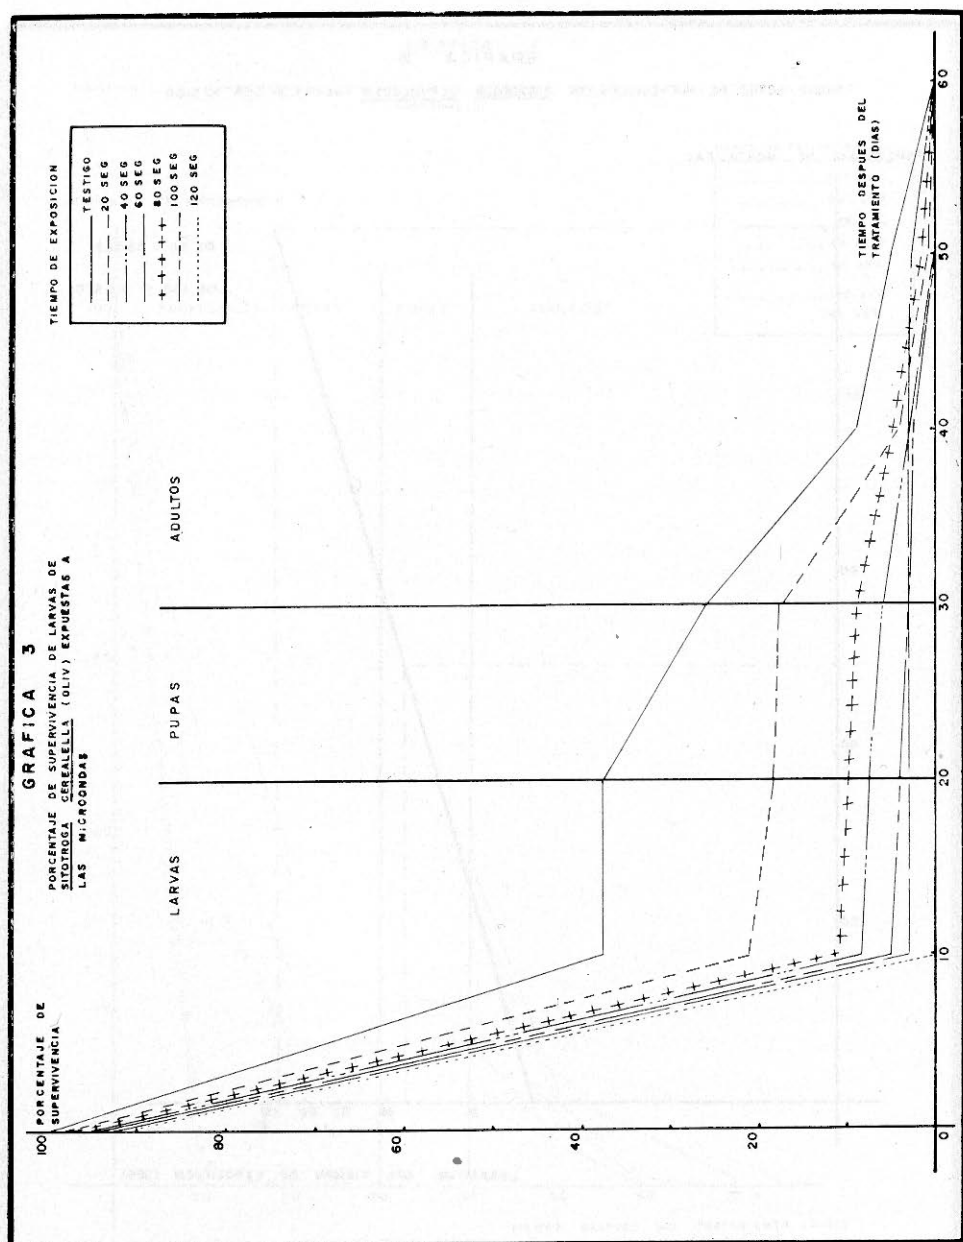 GRAFICA 3
PORCENTAJE DE SUPERVIVENCIA DE LARVAS DE
SITOTROGA CEREALELLA (OLIV) EXPUESTAS A
LAS MICROONDAS
TIEMPO DE EXPOSICION
TESTIGO
20 SEG
40 SEG
60 SEG
80 SEG
100 SEG
120 SEG
PORCENTAJE DE
SUPERVIVENCIA
LARVAS
PUPAS
ADULTOS
100
80
60
40
20
0
10
20
30
40
50
60
TIEMPO DESPUES DEL
TRATAMIENTO (DIAS)